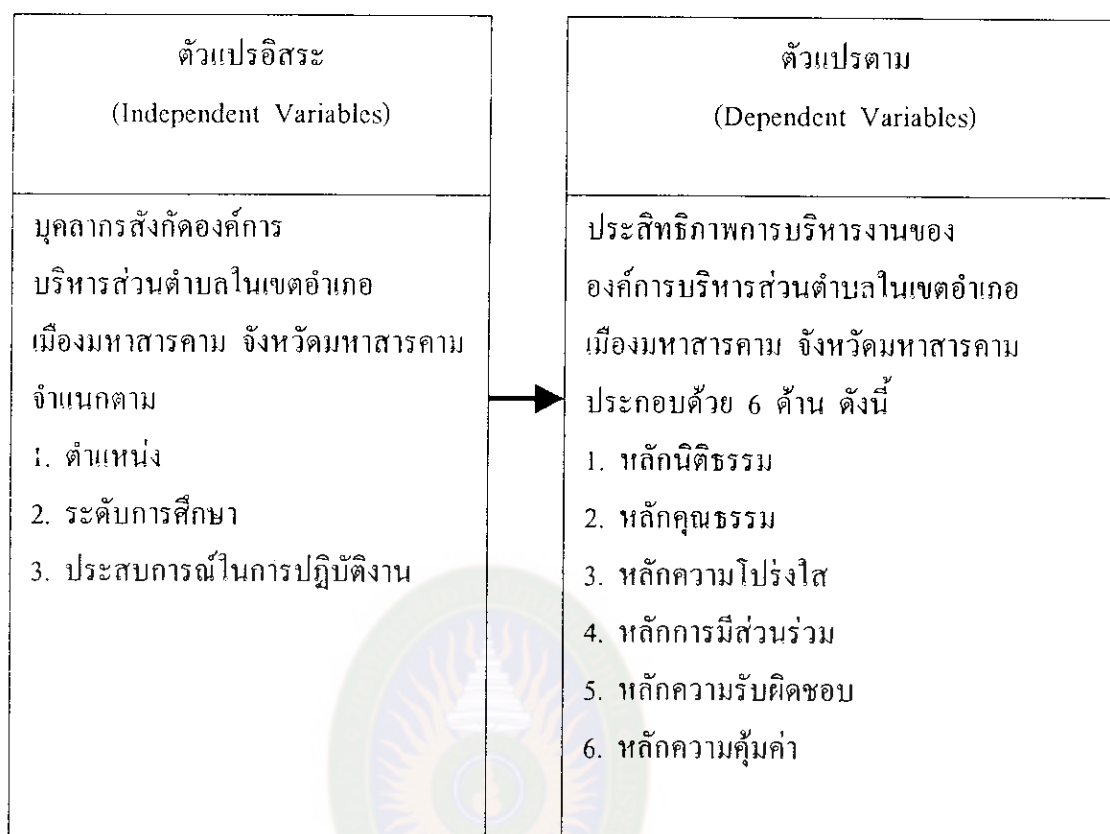 ตัวแปรอิสระ
(Independent Variables)
บุคลากรสังกัดองค์การ
บริหารส่วนตำบลในเขตอำเภอ
เมืองมหาสารคาม จังหวัดมหาสารคาม
จำแนกตาม
1. ตำแหน่ง
2. ระดับการศึกษา
3. ประสบการณ์ในการปฏิบัติงาน
ตัวแปรตาม
(Dependent Variables)
ประสิทธิภาพการบริหารงานของ
องค์การบริหารส่วนตำบลในเขตอำเภอ
เมืองมหาสารคาม จังหวัดมหาสารคาม
ประกอบด้วย 6 ด้าน ดังนี้
1. หลักนิติธรรม
2. หลักคุณธรรม
3. หลักความโปร่งใส
4. หลักการมีส่วนร่วม
5. หลักความรับผิดชอบ
6. หลักความคุ้มค่า